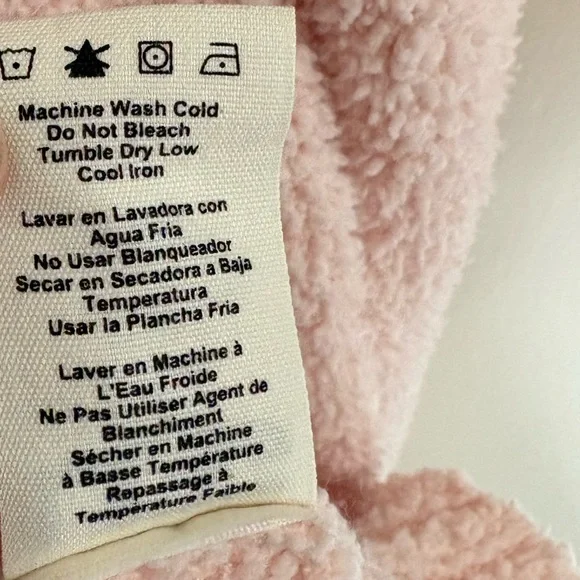 Machine Wash Cold
Do Not Bleach
Tumble Dry Low
Cool Iron
Lavar en Lavadora con
Agua Fria
No Usar Blanqueador
Secar en Secadora a Baja
Temperatura
Usar la Plancha Fria
Laver en Machine à
L'Eau Froide
Ne Pas Utiliser Agent de
Blanchiment
Sécher en Machine
à Basse Température
Repassage à
Température Faible